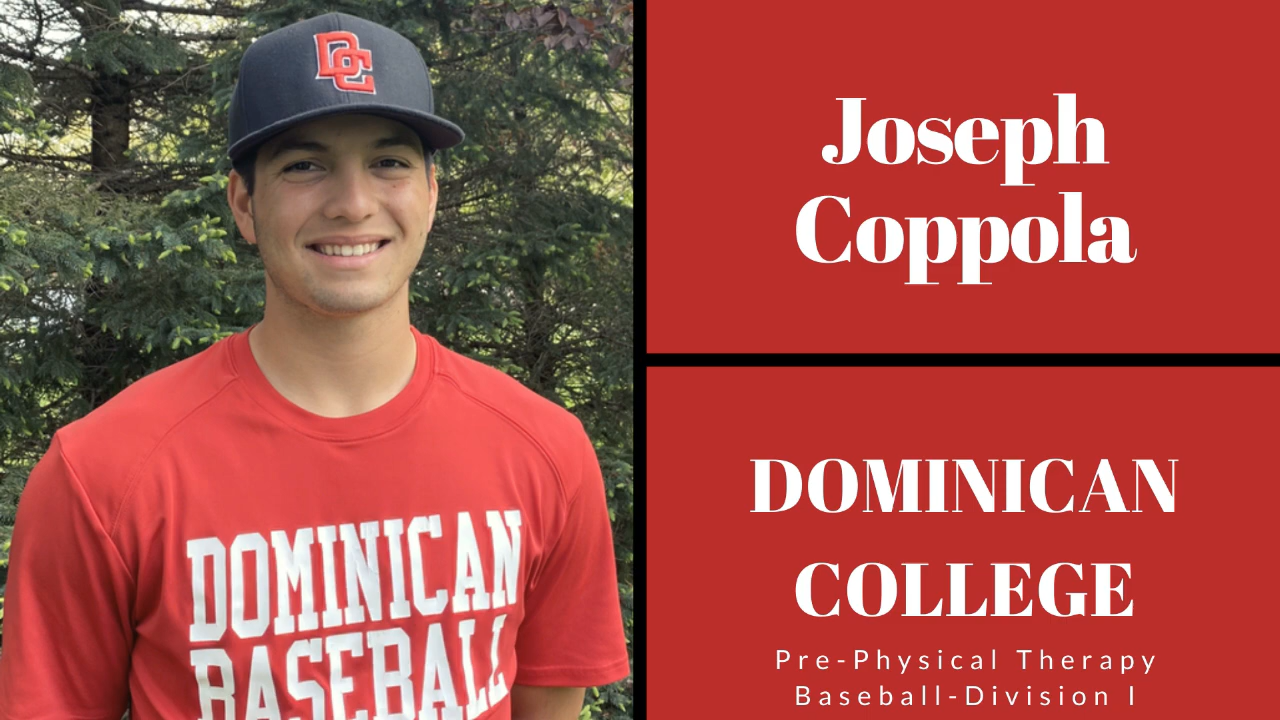 DC
DOMINICAN
BASEBALL
Joseph
Coppola
DOMINICAN
COLLEGE
Pre-Physical Therapy
Baseball-Division I